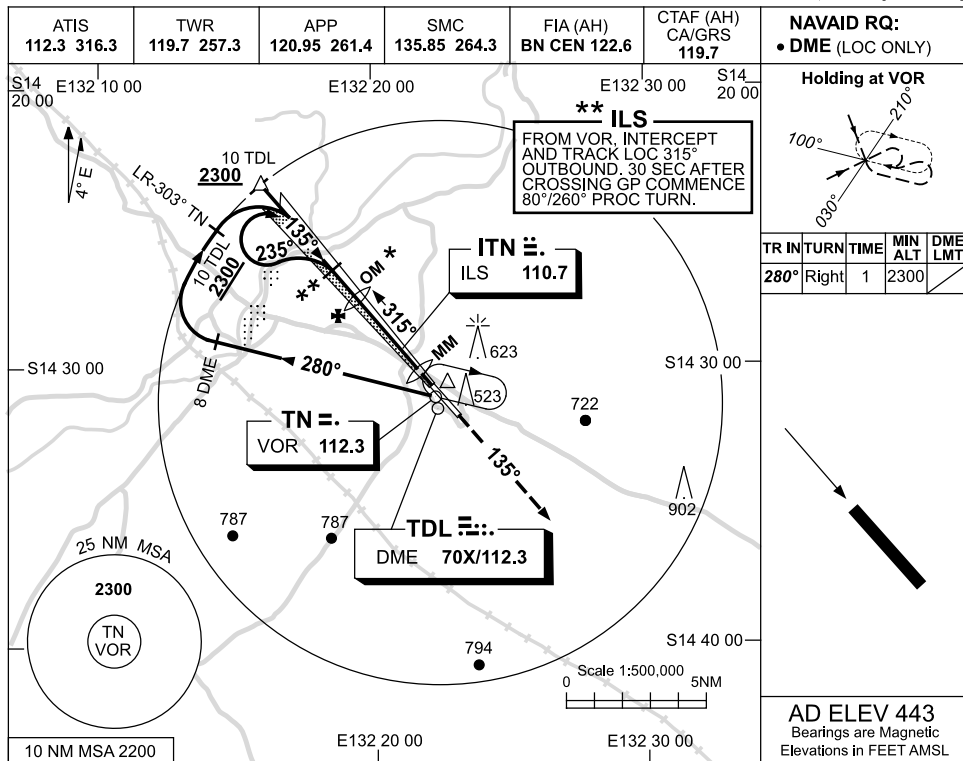 ATIS
112.3 316.3
TWR
119.7 257.3
APP
120.95 261.4
SMC
135.85 264.3
FIA (AH)
BN CEN 122.6
CTAF (AH)
CA/GRS
119.7
NAVAID RQ:
• DME (LOC ONLY)
S14
20 00
E132 10 00
E132 20 00
E132 30 00
S14
20 00
Holding at VOR
210°
100°
030°
TR IN
TURN
TIME
MIN
ALT
DME
LMT
280°
Right
1
2300
4° E
** ILS
FROM VOR, INTERCEPT
AND TRACK LOC 315°
OUTBOUND. 30 SEC AFTER
CROSSING GP COMMENCE
80°/260° PROC TURN.
10 TDL
2300
LR-303° TN
10 TDL
2300
135°
235°
**
OM *
315°
ITN
ILS 110.7
MM
623
523
S14 30 00
S14 30 00
280°
8 DME
TN
VOR 112.3
722
135°
902
787
787
TDL
DME 70X/112.3
25 NM MSA
2300
TN
VOR
794
S14 40 00
Scale 1:500,000
0
5NM
10 NM MSA 2200
E132 20 00
E132 30 00
AD ELEV 443
Bearings are Magnetic
Elevations in FEET AMSL